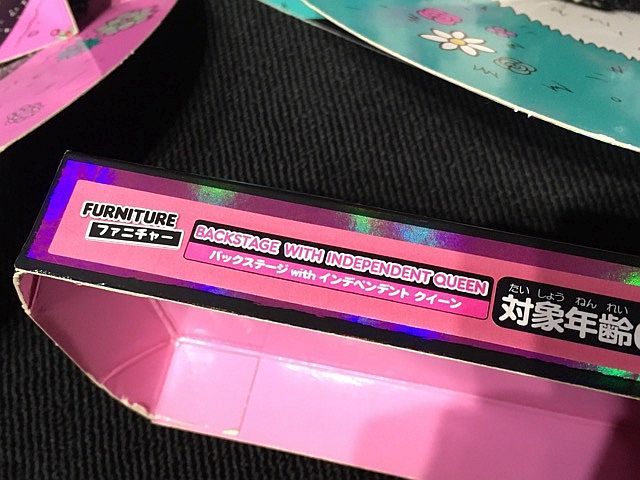 FURNITURE
ファニチャー
BACKSTAGE WITH INDEPENDENT QUEEN
バックステージ with インデペンデント クイーン
たい しょう ねん れい
対象年齢